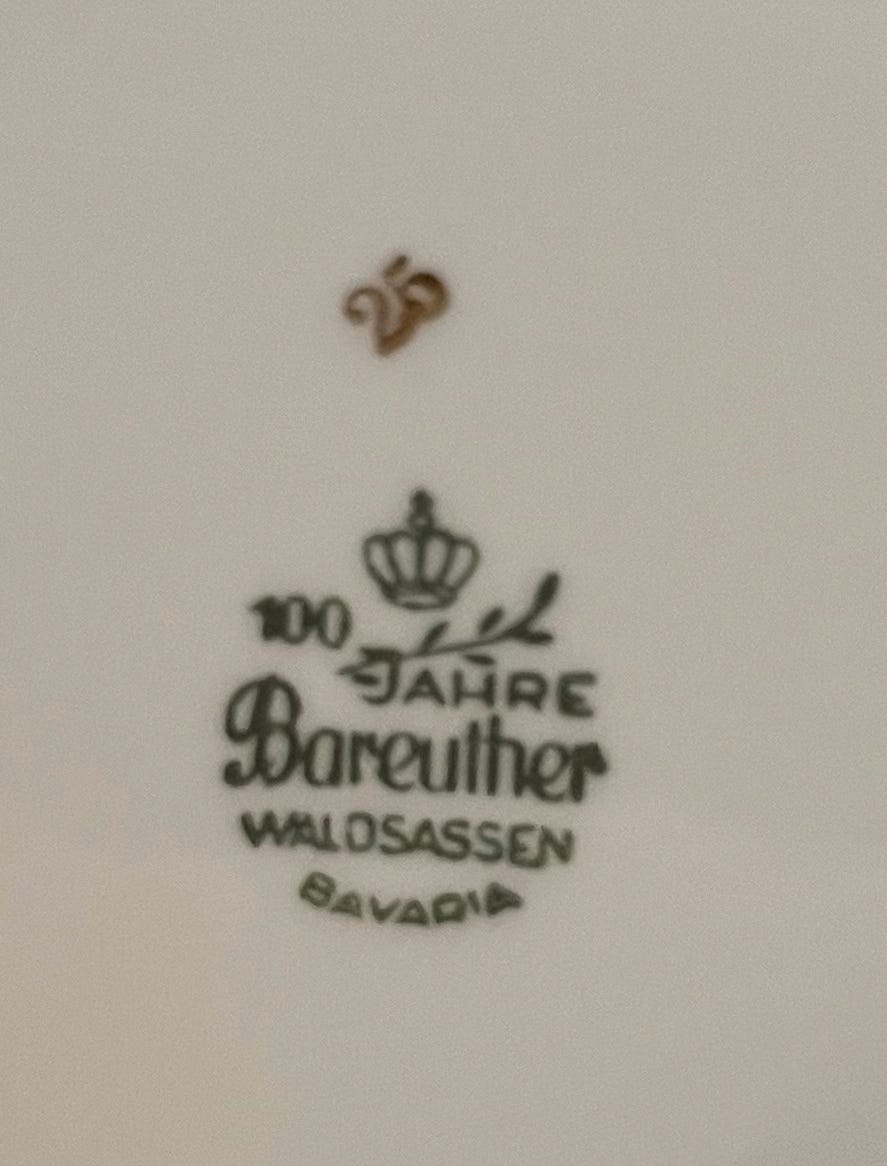 100
JAHRE
Bareuther
WALDSASSEN
BAVARIA